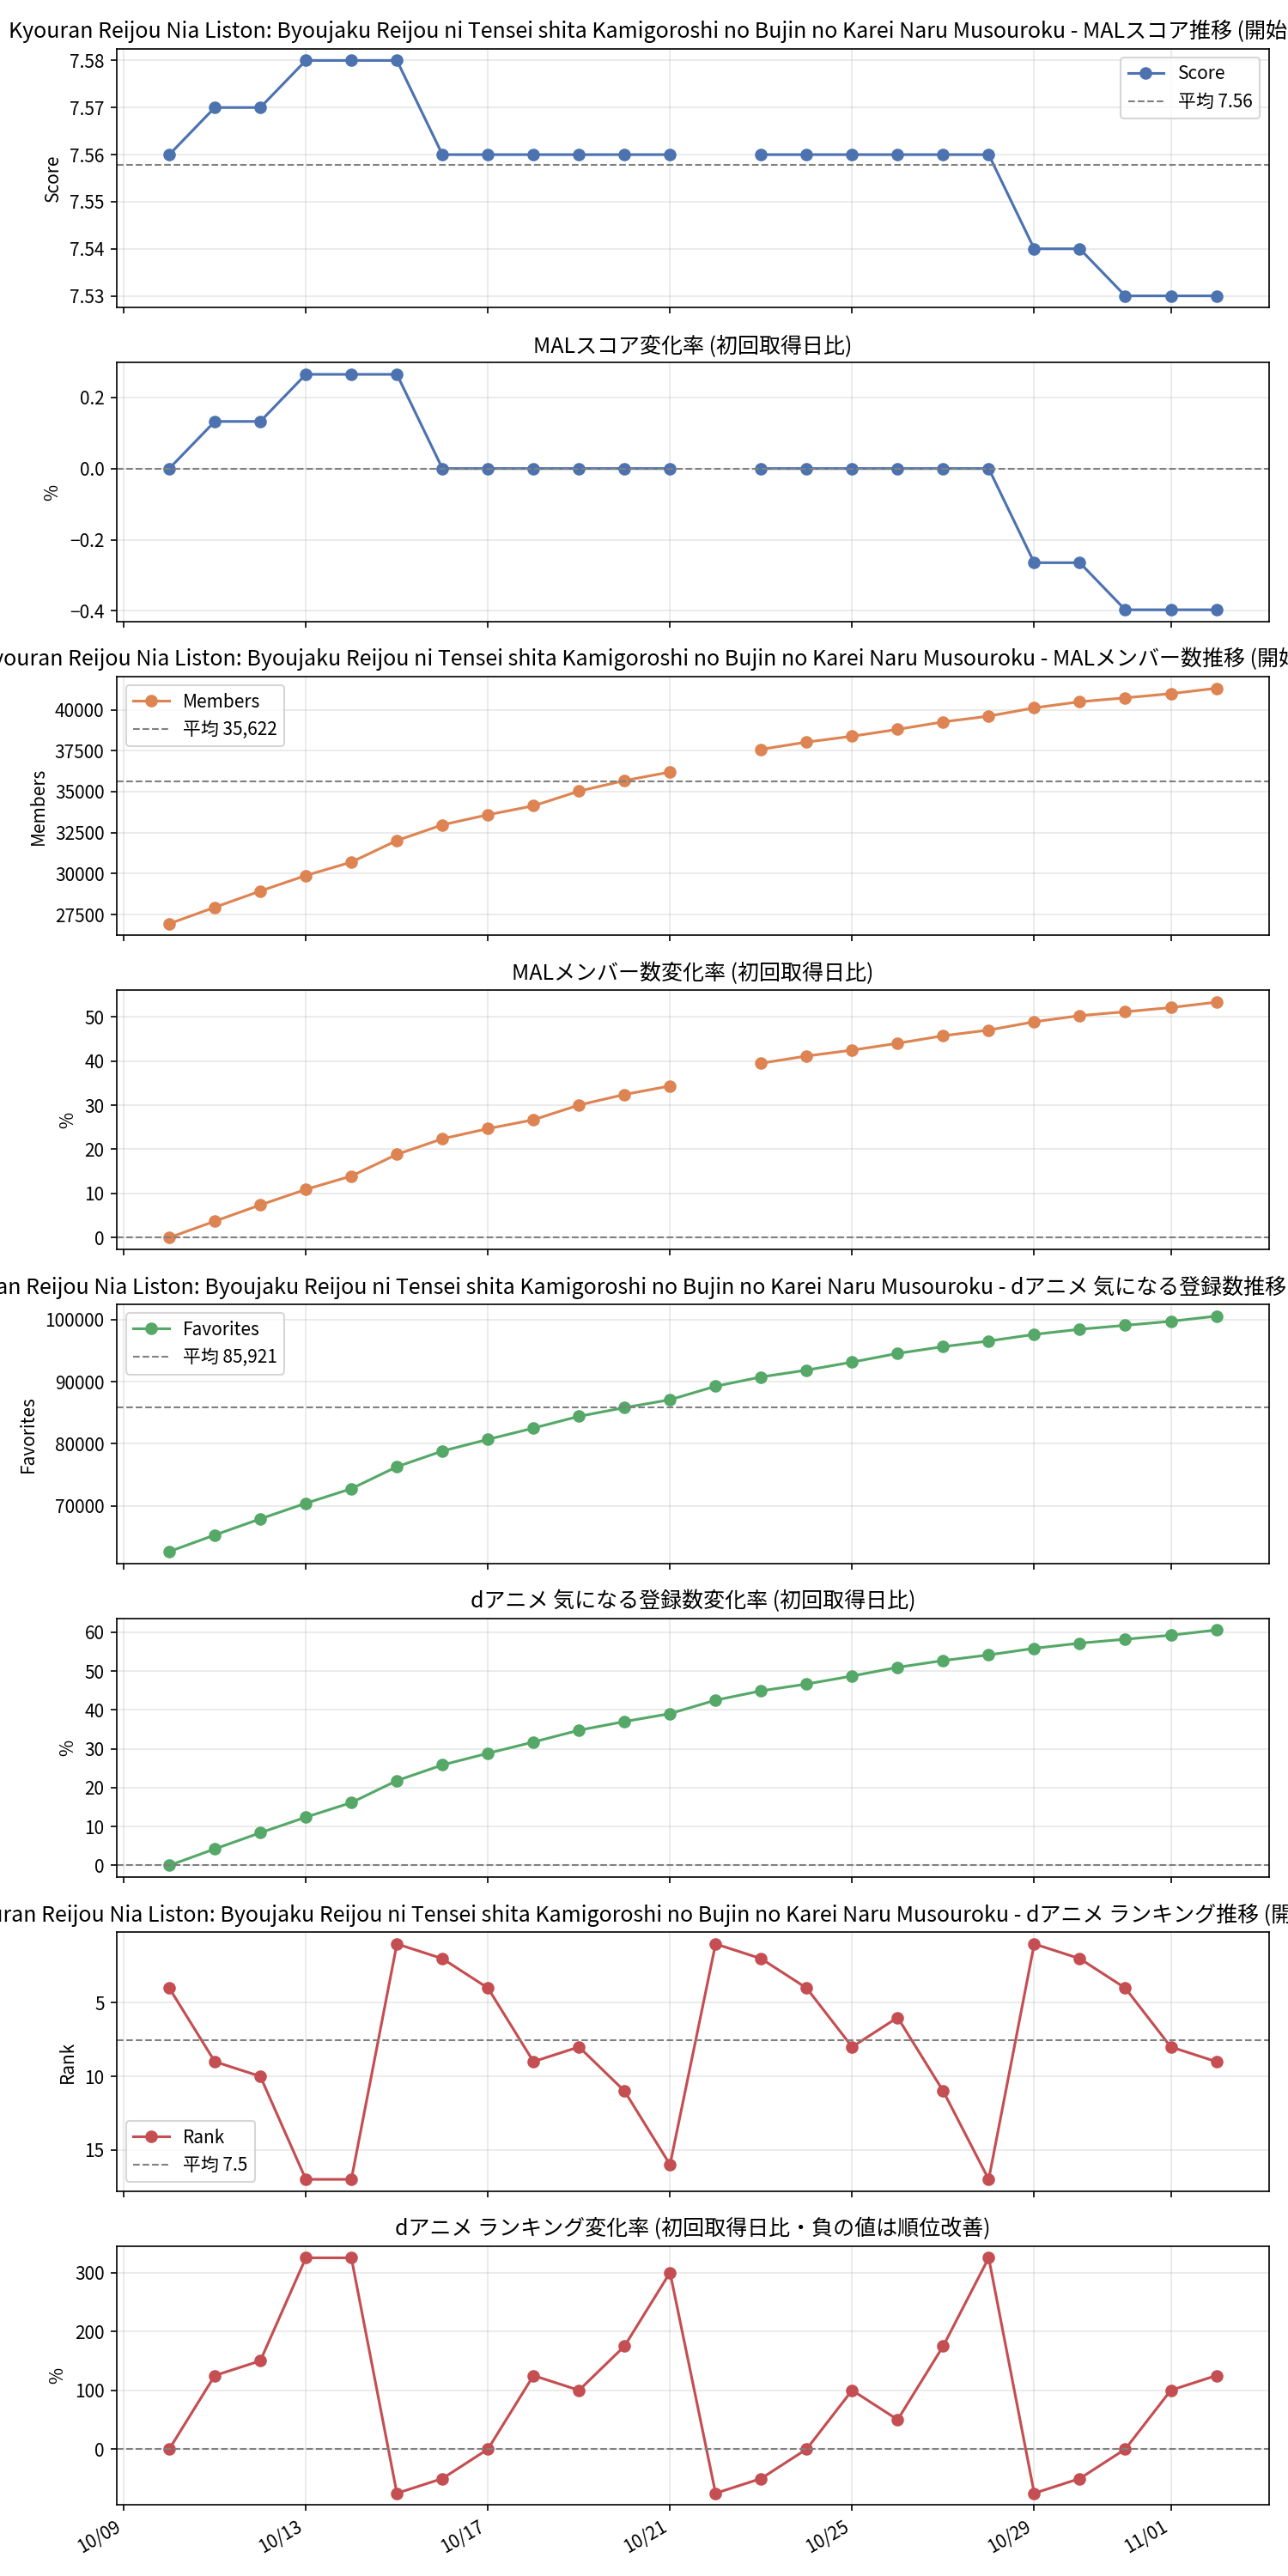 Kyouran Reijou Nia Liston: Byoujaku Reijou ni Tensei shita Kamigoroshi no Bujin no Karei Naru Musouroku - MALスコア推移 (開始
Score
平均 7.56
7.58
7.57
7.56
7.55
7.54
7.53
Score
MALスコア変化率 (初回取得日比)
0.2
0.0
−0.2
−0.4
%
youran Reijou Nia Liston: Byoujaku Reijou ni Tensei shita Kamigoroshi no Bujin no Karei Naru Musouroku - MALメンバー数推移 (開始
Members
平均 35,622
40000
37500
35000
32500
30000
27500
Members
MALメンバー数変化率 (初回取得日比)
50
40
30
20
10
0
%
an Reijou Nia Liston: Byoujaku Reijou ni Tensei shita Kamigoroshi no Bujin no Karei Naru Musouroku - dアニメ 気になる登録数推移
Favorites
平均 85,921
100000
90000
80000
70000
Favorites
dアニメ 気になる登録数変化率 (初回取得日比)
60
50
40
30
20
10
0
%
ran Reijou Nia Liston: Byoujaku Reijou ni Tensei shita Kamigoroshi no Bujin no Karei Naru Musouroku - dアニメ ランキング推移 (開
5
10
15
Rank
Rank
平均 7.5
dアニメ ランキング変化率 (初回取得日比・負の値は順位改善)
300
200
100
0
%
10/09
10/13
10/17
10/21
10/25
10/29
11/01